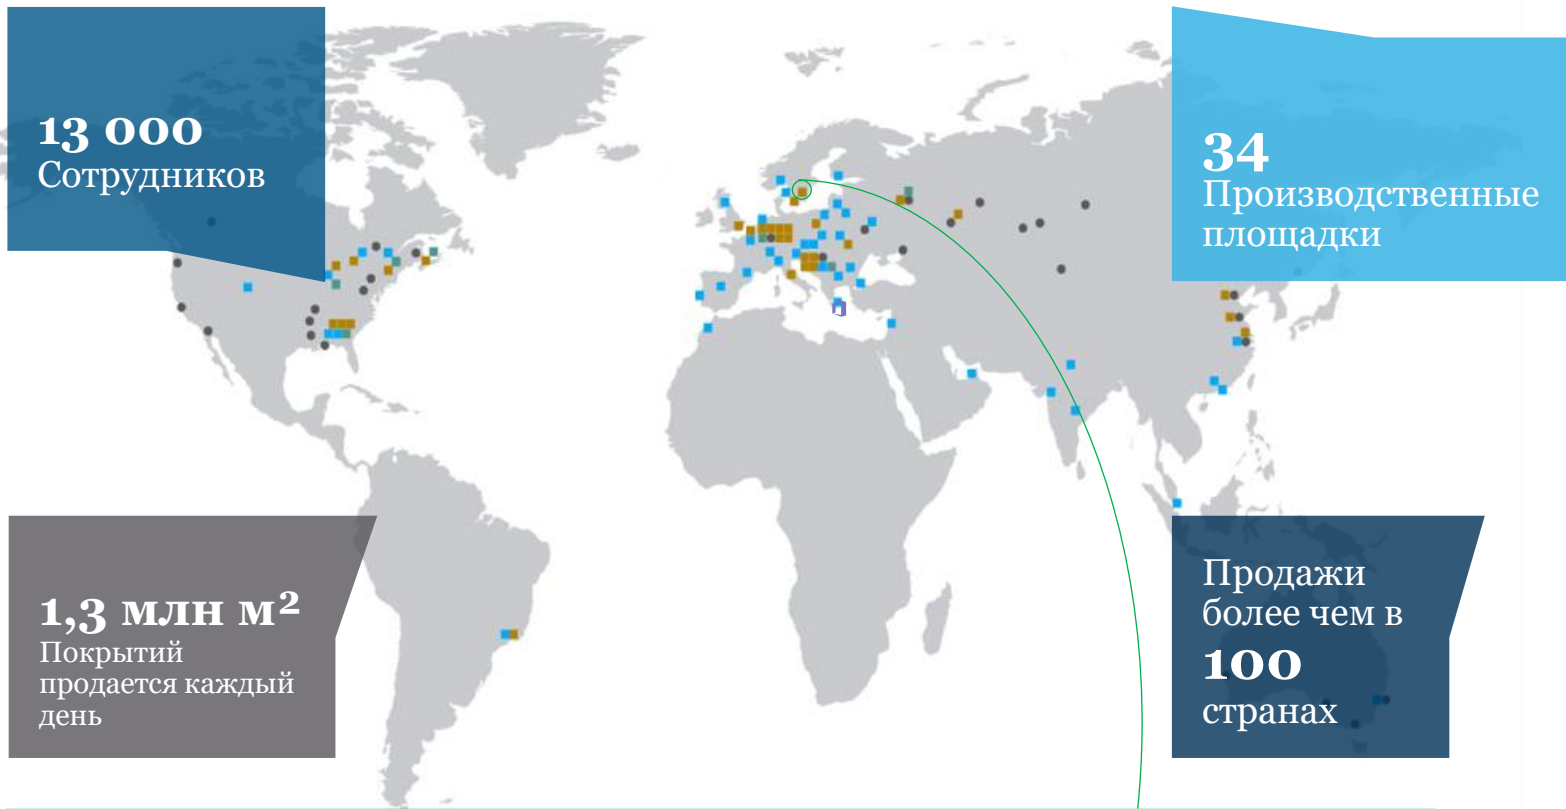 13 000
Сотрудников
34
Производственные
площадки
1,3 млн м²
Покрытий
продается каждый
день
Продажи
более чем в
100
странах